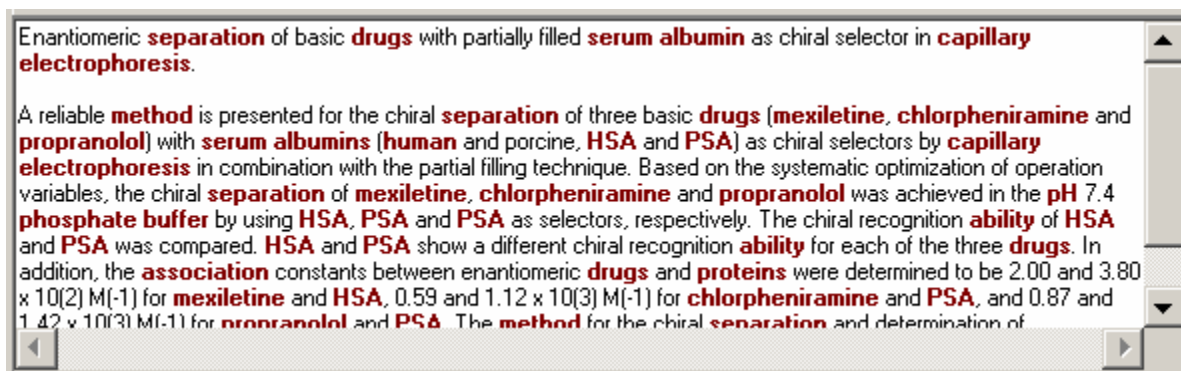 Enantiomeric separation of basic drugs with partially filled serum albumin as chiral selector in capillary
electrophoresis.
A reliable method is presented for the chiral separation of three basic drugs (mexiletine, chlorpheniramine and
propranolol) with serum albumins (human and porcine, HSA and PSA) as chiral selectors by capillary
electrophoresis in combination with the partial filling technique. Based on the systematic optimization of operation
variables, the chiral separation of mexiletine, chlorpheniramine and propranolol was achieved in the pH 7.4
phosphate buffer by using HSA, PSA and PSA as selectors, respectively. The chiral recognition ability of HSA
and PSA was compared. HSA and PSA show a different chiral recognition ability for each of the three drugs. In
addition, the association constants between enantiomeric drugs and proteins were determined to be 2.00 and 3.80
x 10(2) M(-1) for mexiletine and HSA, 0.59 and 1.12 x 10(3) M(-1) for chlorpheniramine and PSA, and 0.87 and
1.42 x 10(3) M(-1) for propranolol and PSA. The method for the chiral separation and determination of